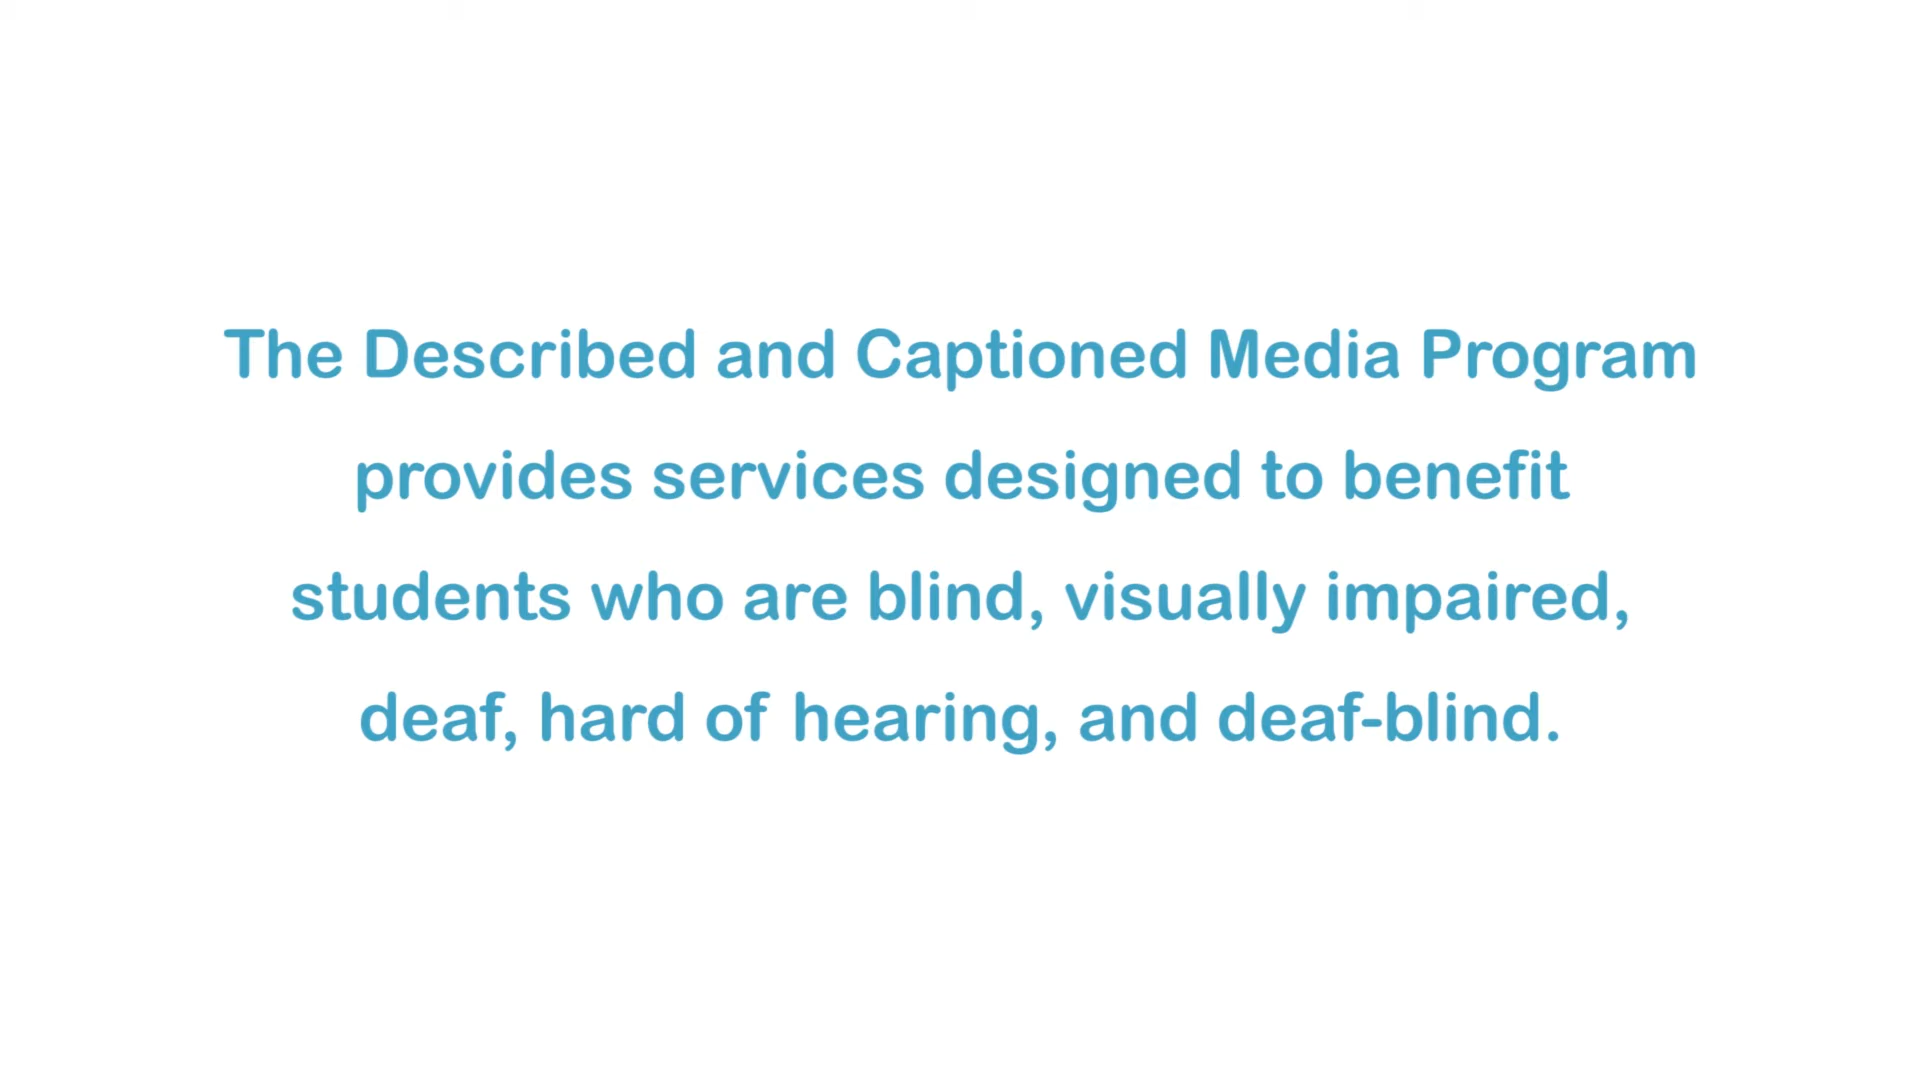 The Described and Captioned Media Program
provides services designed to benefit
students who are blind, visually impaired,
deaf, hard of hearing, and deaf-blind.